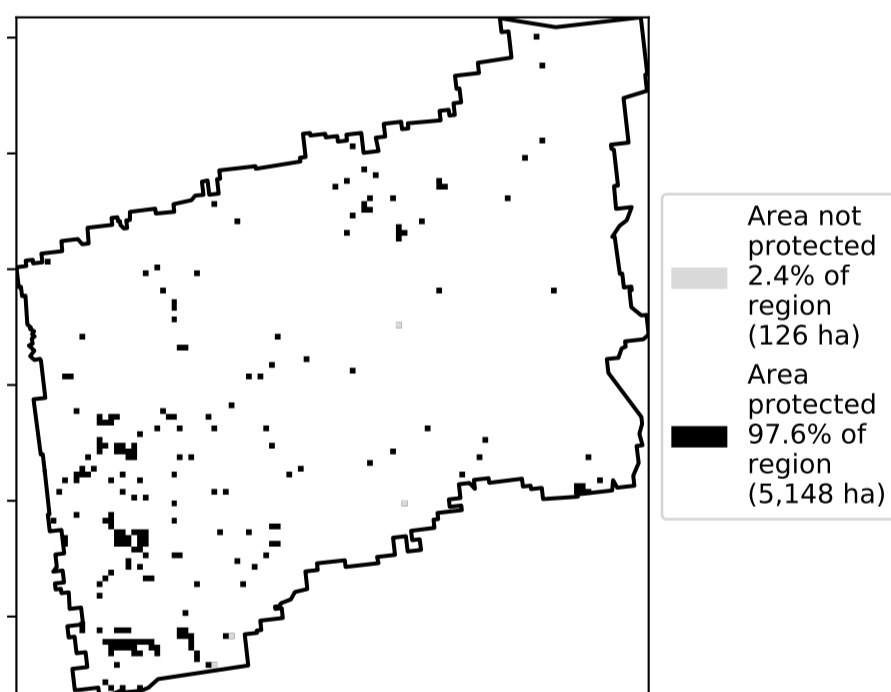 Area not
protected
2.4% of
region
(126 ha)
Area
protected
97.6% of
region
(5,148 ha)